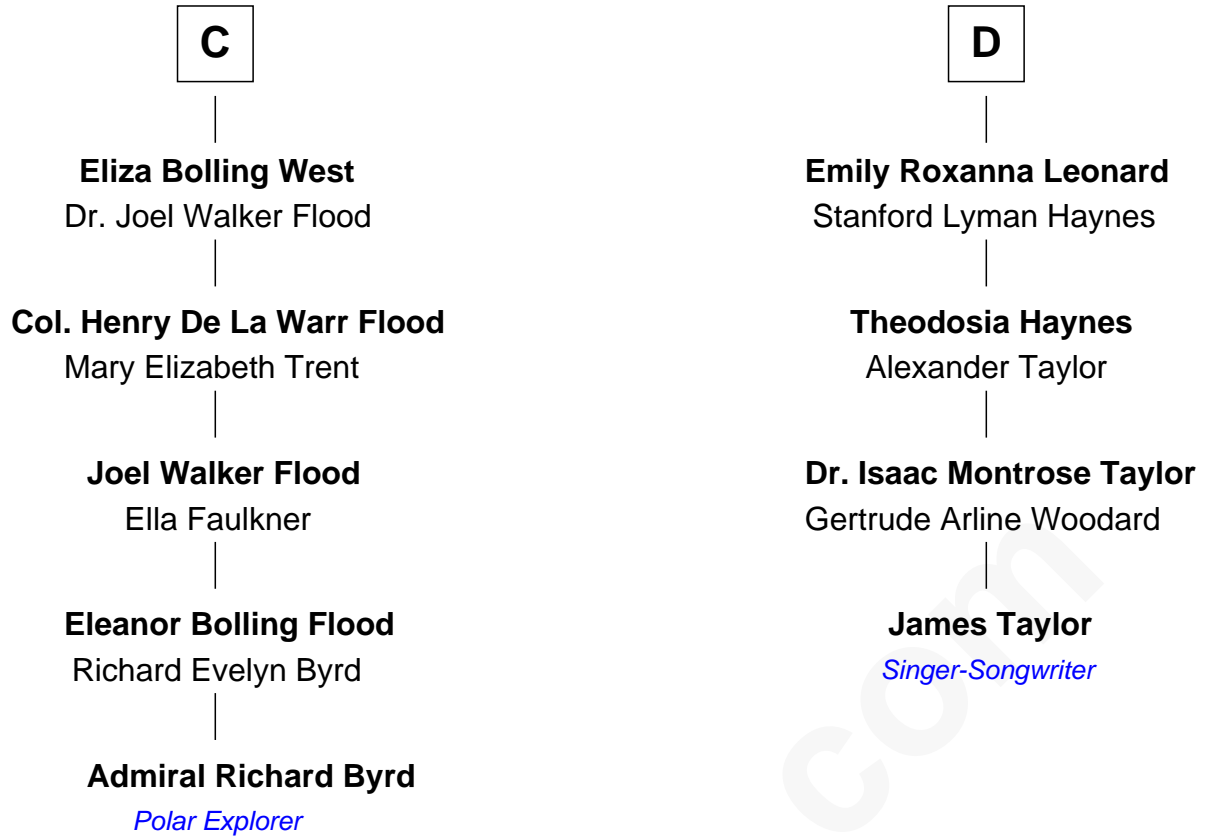 C
Eliza Bolling West
Dr. Joel Walker Flood
Col. Henry De La Warr Flood
Mary Elizabeth Trent
Joel Walker Flood
Ella Faulkner
Eleanor Bolling Flood
Richard Evelyn Byrd
Admiral Richard Byrd
Polar Explorer
D
Emily Roxanna Leonard
Stanford Lyman Haynes
Theodosia Haynes
Alexander Taylor
Dr. Isaac Montrose Taylor
Gertrude Arline Woodard
James Taylor
Singer-Songwriter
com